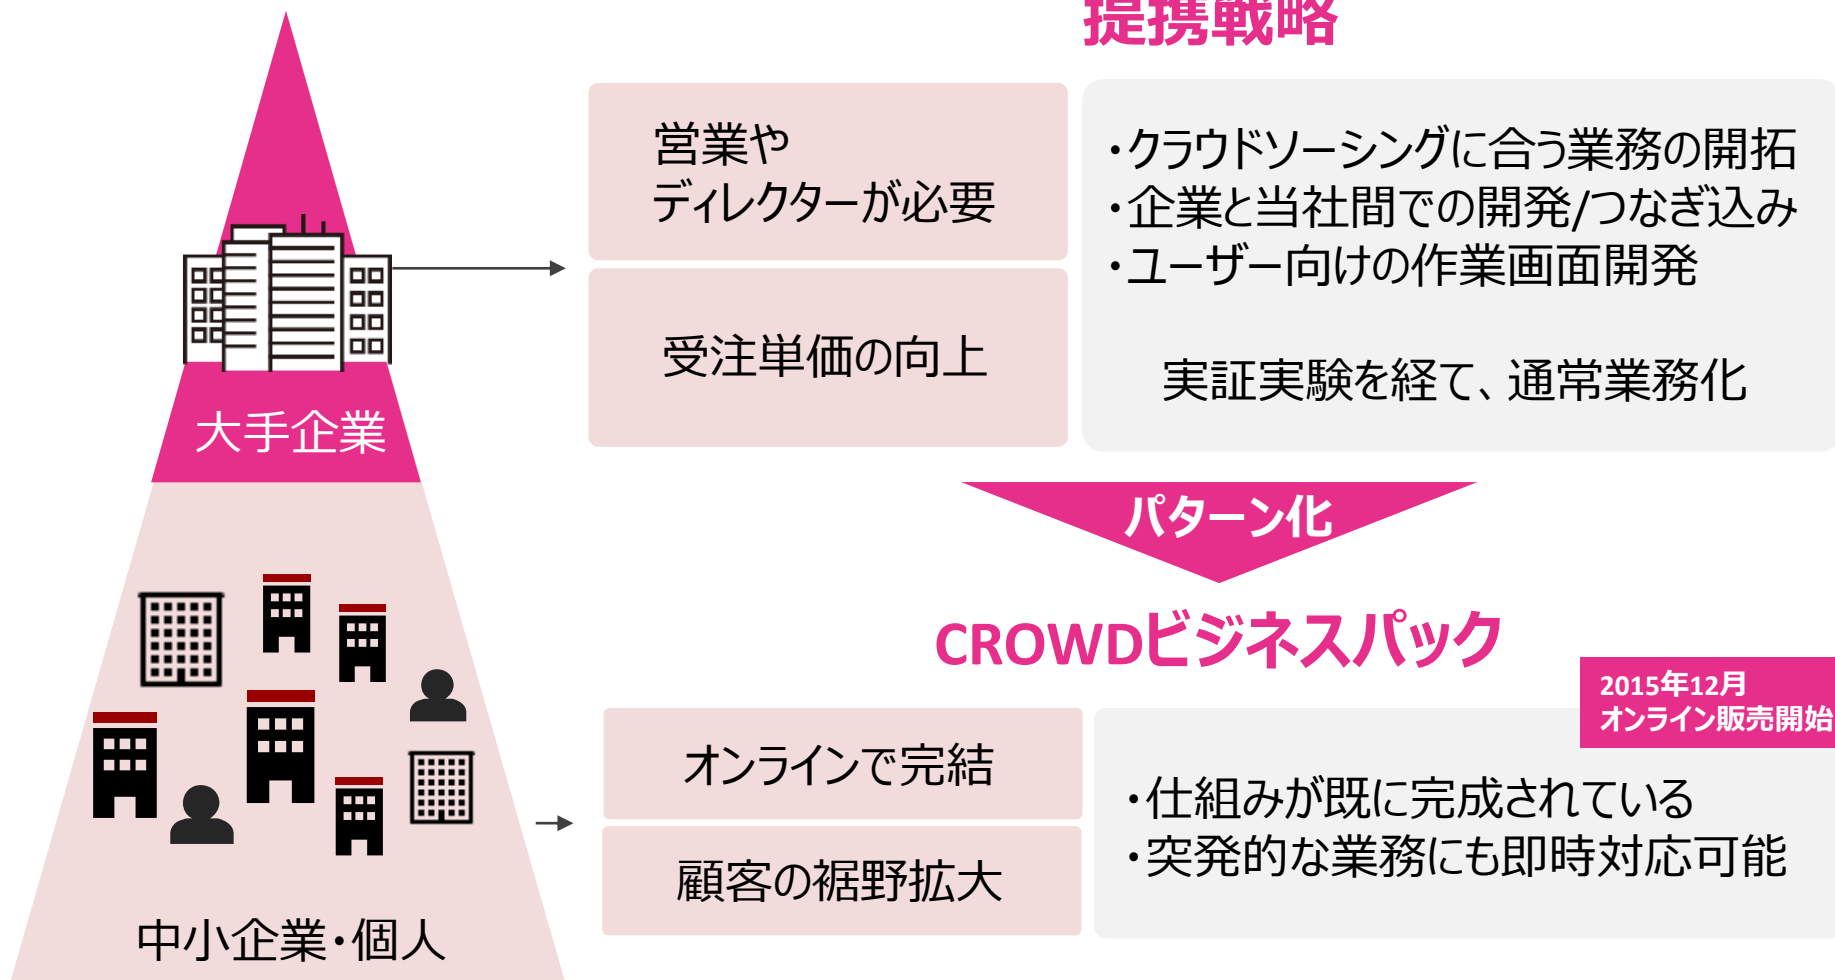 提携戦略
営業や
ディレクターが必要
受注単価の向上
・クラウドソーシングに合う業務の開拓
・企業と当社間での開発/つなぎ込み
・ユーザー向けの作業画面開発
実証実験を経て、通常業務化
大手企業
パターン化
CROWDビジネスパック
2015年12月
オンライン販売開始
オンラインで完結
顧客の裾野拡大
・仕組みが既に完成されている
・突発的な業務にも即時対応可能
中小企業・個人